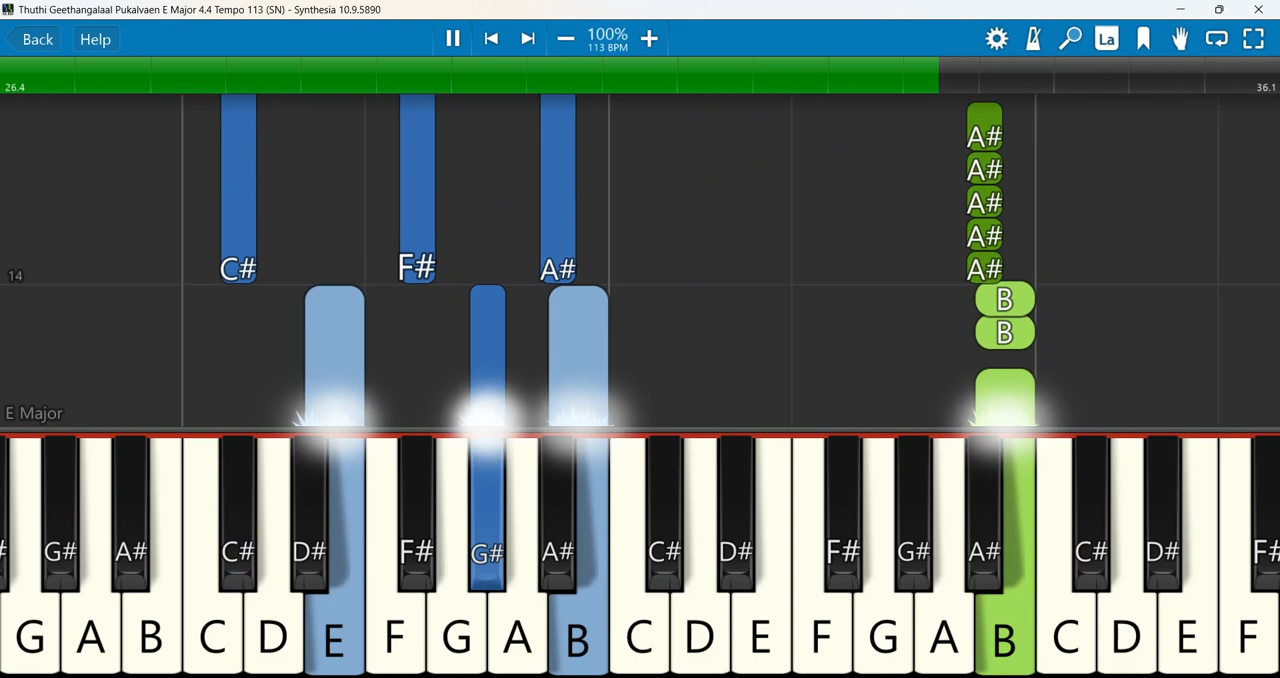 Thuthi Geethangalaal Pukalvaen E Major 4.4 Tempo 113 (SN) - Synthesia 10.9.5890
Back Help 100% La
113 BPM
26.4 36.1
A#
A#
A#
A#
C# F# A# A#
14
B
B
E Major
G# A# C# D# F# G# A# C# D# F# G# A# C# D# F#
G A B C D E F G A B C D E F G A B C D E F